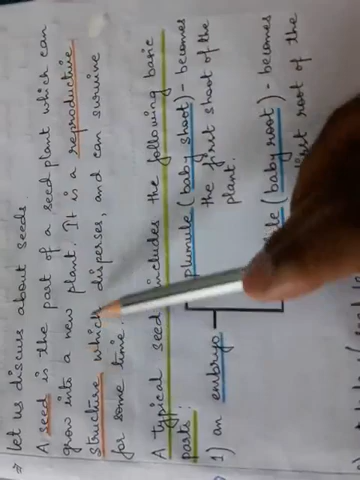 ⇒ let us discuss about seeds
A seed is the part of a seed plant which can
grow into a new plant. It is a reproductive
structure which disperses, and can survive
for some time.
A typical seed includes the following basic
parts:
1) an embryo
plumule (baby shoot) - becomes
the first shoot of the
plant.
(baby root) - becomes
first root of the